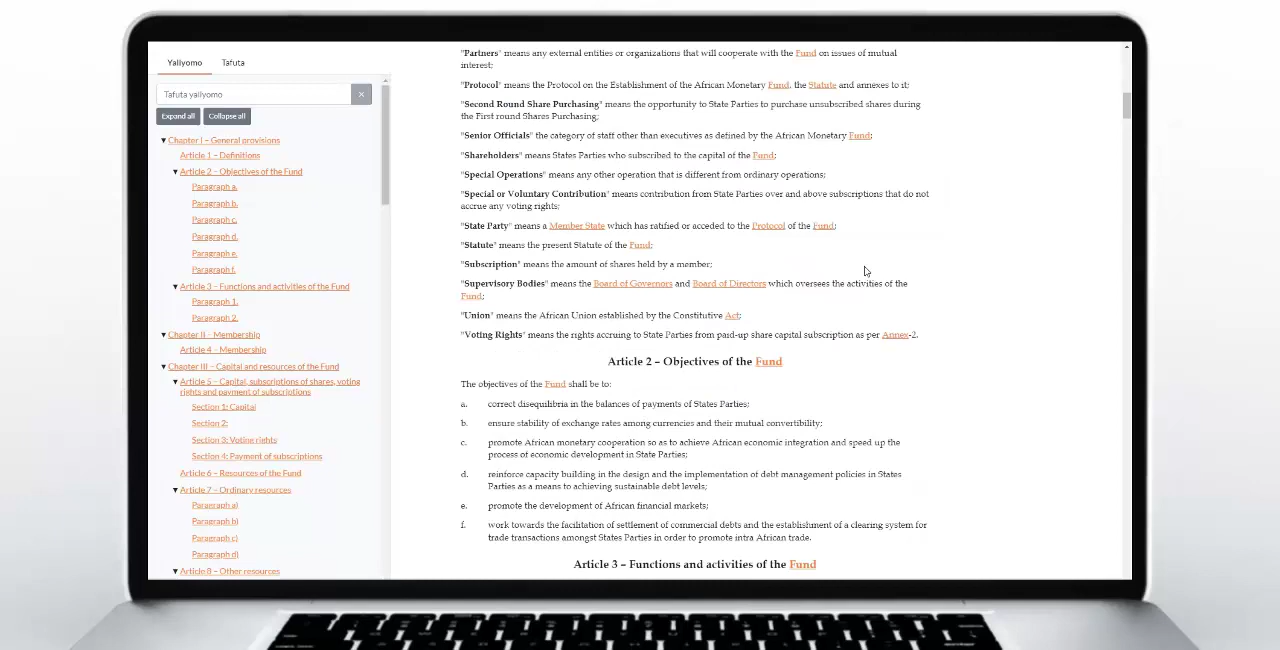 Yaliyomo
Tafuta
Tafuta yaliyomo
×
Expand all
Collapse all
▼ Chapter I – General provisions
Article 1 – Definitions
▼ Article 2 – Objectives of the Fund
Paragraph a.
Paragraph b.
Paragraph c.
Paragraph d.
Paragraph e.
Paragraph f.
▼ Article 3 – Functions and activities of the Fund
Paragraph 1.
Paragraph 2.
▼ Chapter II – Membership
Article 4 – Membership
▼ Chapter III – Capital and resources of the Fund
▼ Article 5 – Capital, subscriptions of shares, voting
rights and payment of subscriptions
Section 1: Capital
Section 2:
Section 3: Voting rights
Section 4: Payment of subscriptions
Article 6 – Resources of the Fund
▼ Article 7 – Ordinary resources
Paragraph a)
Paragraph b)
Paragraph c)
Paragraph d)
▼ Article 8 – Other resources
"Partners" means any external entities or organizations that will cooperate with the Fund on issues of mutual
interest;
"Protocol" means the Protocol on the Establishment of the African Monetary Fund, the Statute and annexes to it;
"Second Round Share Purchasing" means the opportunity to State Parties to purchase unsubscribed shares during
the First round Shares Purchasing;
"Senior Officials" the category of staff other than executives as defined by the African Monetary Fund;
"Shareholders" means States Parties who subscribed to the capital of the Fund;
"Special Operations" means any other operation that is different from ordinary operations;
"Special or Voluntary Contribution" means contribution from State Parties over and above subscriptions that do not
accrue any voting rights;
"State Party" means a Member State which has ratified or acceded to the Protocol of the Fund;
"Statute" means the present Statute of the Fund;
"Subscription" means the amount of shares held by a member;
"Supervisory Bodies" means the Board of Governors and Board of Directors which oversees the activities of the
Fund;
"Union" means the African Union established by the Constitutive Act;
"Voting Rights" means the rights accruing to State Parties from paid-up share capital subscription as per Annex-2.
Article 2 – Objectives of the Fund
The objectives of the Fund shall be to:
a. correct disequilibria in the balances of payments of States Parties;
b. ensure stability of exchange rates among currencies and their mutual convertibility;
c. promote African monetary cooperation so as to achieve African economic integration and speed up the
process of economic development in State Parties;
d. reinforce capacity building in the design and the implementation of debt management policies in States
Parties as a means to achieving sustainable debt levels;
e. promote the development of African financial markets;
f. work towards the facilitation of settlement of commercial debts and the establishment of a clearing system for
trade transactions amongst States Parties in order to promote intra African trade.
Article 3 – Functions and activities of the Fund